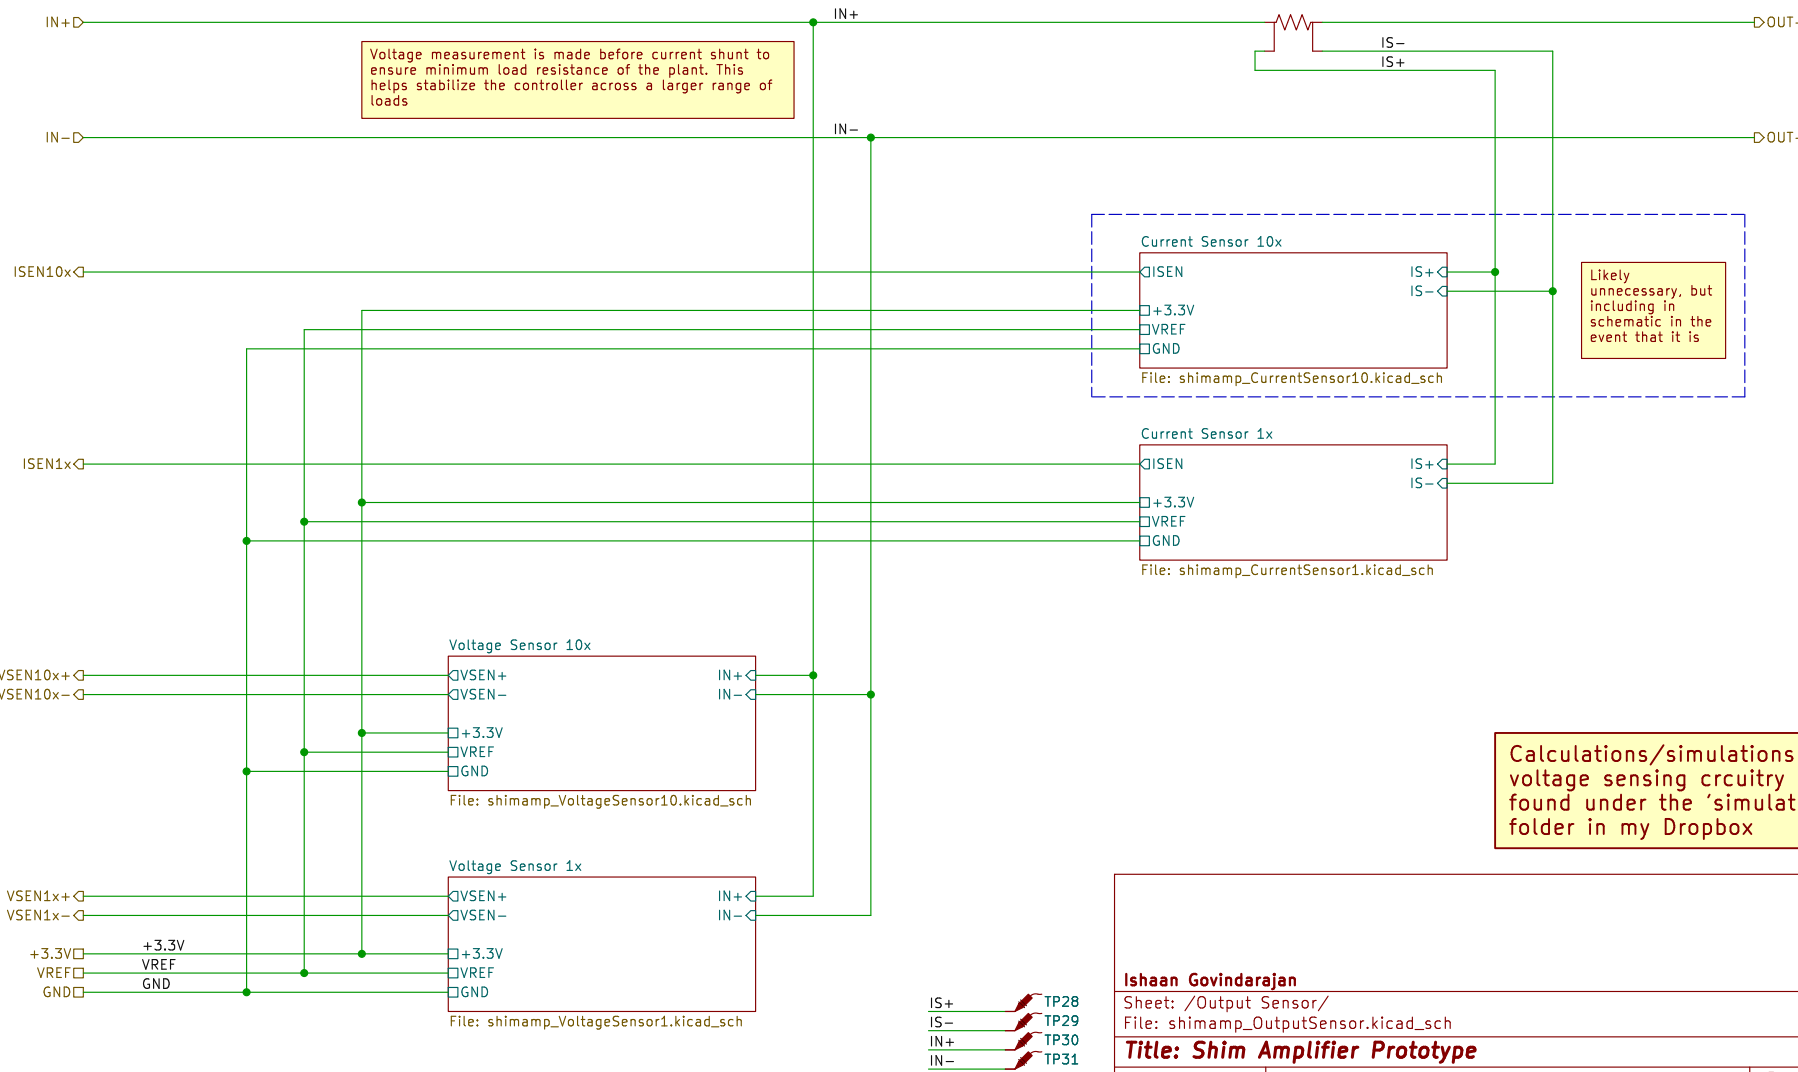 IN+
IN+
OUT-
IS-
IS+
Voltage measurement is made before current shunt to
ensure minimum load resistance of the plant. This
helps stabilize the controller across a larger range of
loads
IN-
IN-
OUT-
Current Sensor 10x
ISEN10x
ISEN
IS+
IS-
+3.3V
VREF
GND
File: shimamp_CurrentSensor10.kicad_sch
Likely
unnecessary, but
including in
schematic in the
event that it is
Current Sensor 1x
ISEN1x
ISEN
IS+
IS-
+3.3V
VREF
GND
File: shimamp_CurrentSensor1.kicad_sch
Voltage Sensor 10x
VSEN10x+
VSEN10x-
VSEN+
VSEN-
IN+
IN-
+3.3V
VREF
GND
File: shimamp_VoltageSensor10.kicad_sch
Calculations/simulations
voltage sensing crcuitry
found under the 'simulat
folder in my Dropbox
Voltage Sensor 1x
VSEN1x+
VSEN1x-
VSEN+
VSEN-
IN+
IN-
+3.3V
+3.3V
+3.3V
VREF
VREF
VREF
GND
GND
GND
File: shimamp_VoltageSensor1.kicad_sch
IS+ TP28
IS- TP29
IN+ TP30
IN- TP31
Ishaan Govindarajan
Sheet: /Output Sensor/
File: shimamp_OutputSensor.kicad_sch
Title: Shim Amplifier Prototype